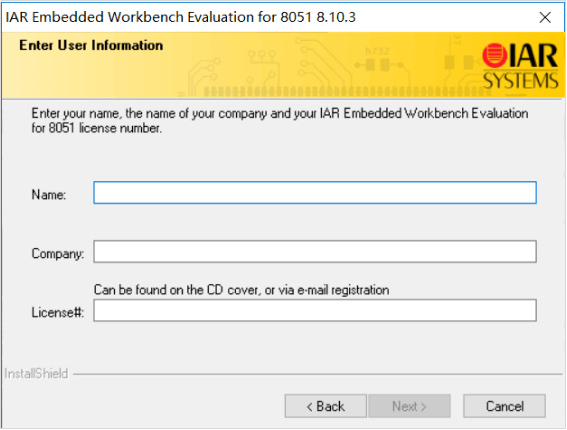 IAR Embedded Workbench Evaluation for 8051 8.10.3
Enter User Information
IAR
SYSTEMS
Enter your name, the name of your company and your IAR Embedded Workbench Evaluation
for 8051 license number.
Name:
Company:
Can be found on the CD cover, or via e-mail registration
License#:
InstallShield
< Back Next > Cancel